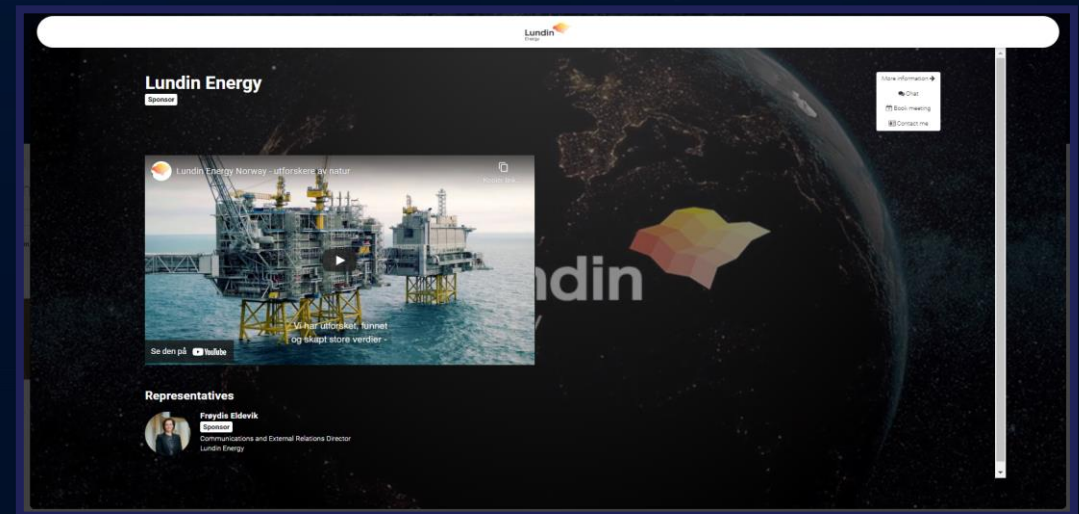 Lundin
Energy
Lundin Energy
Sponsor
More information
Chat
Book meeting
Contact me
Lundin Energy Norway - utforskere av natur
Vi har utforsket, funnet
og skapt store verdier -
Se den på YouTube
ndin
y
Representatives
Frøydis Eldevik
Sponsor
Communications and External Relations Director
Lundin Energy